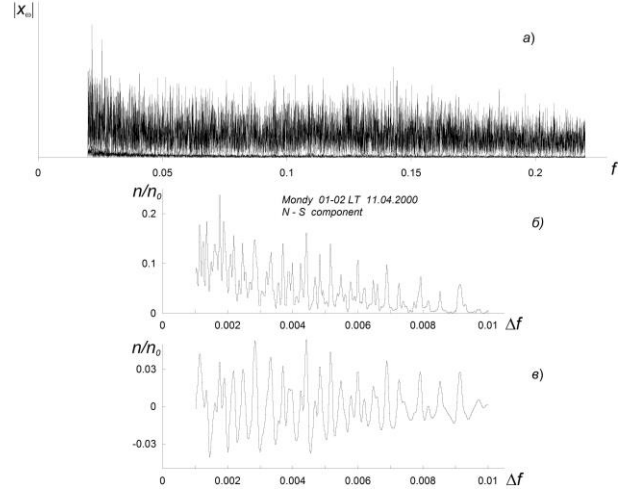 |Xω|
а)
0 0.05 0.1 0.15 0.2 f
n/n₀
Mondy 01-02 LT 11.04.2000
N - S component
б)
0.2
0.1
0
0 0.002 0.004 0.006 0.008 0.01 Δf
n/n₀
в)
0.03
0
-0.03
0 0.002 0.004 0.006 0.008 0.01 Δf